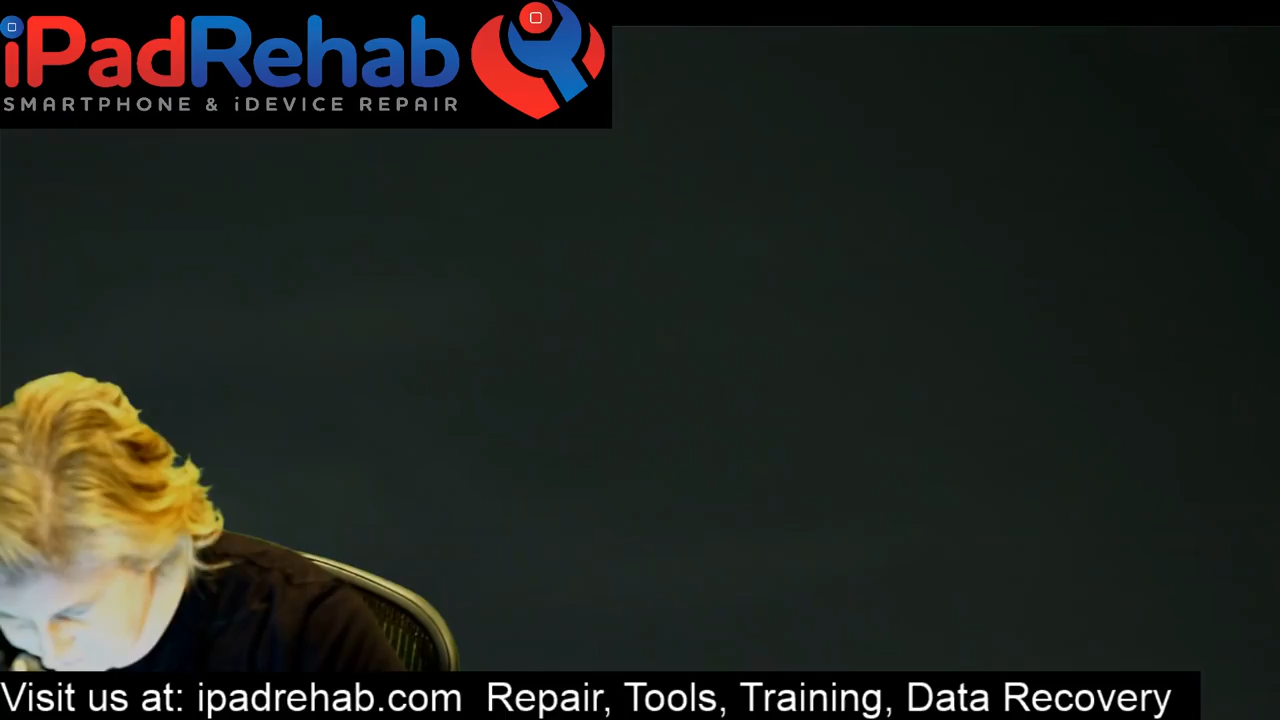 iPadRehab
SMARTPHONE & iDEVICE REPAIR
Visit us at: ipadrehab.com Repair, Tools, Training, Data Recovery